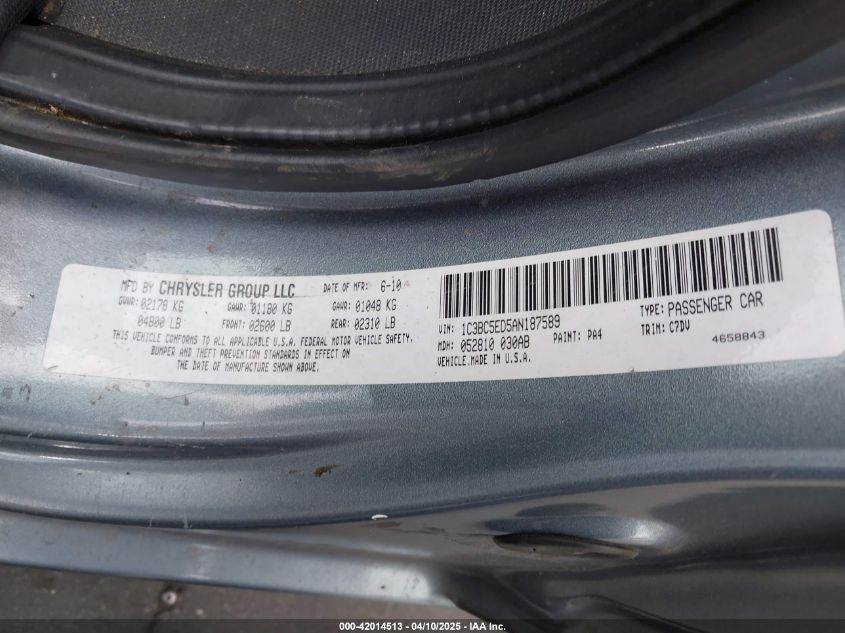 MFD BY CHRYSLER GROUP LLC DATE OF MFR: 6-10
GVWR: 02178 KG GAWR: 01180 KG GAWR: 01048 KG
04800 LB FRONT: 02600 LB REAR: 02310 LB
THIS VEHICLE CONFORMS TO ALL APPLICABLE U.S.A. FEDERAL MOTOR VEHICLE SAFETY,
BUMPER AND THEFT PREVENTION STANDARDS IN EFFECT ON
THE DATE OF MANUFACTURE SHOWN ABOVE.
VIN: 1C3BC5ED5AN187589 TYPE: PASSENGER CAR
MDH: 052810 030AB PAINT: PA4 TRIM: C7DV
VEHICLE MADE IN U.S.A. 4658843
000-42014513 - 04/10/2025 - IAA Inc.